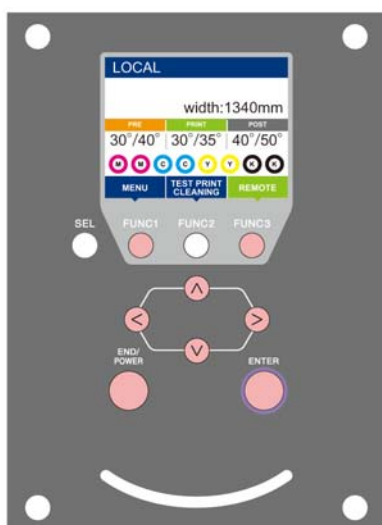 LOCAL
width:1340mm
PRE PRINT POST
30°/40° 30°/35° 40°/50°
M M C C Y Y K K
MENU TEST PRINT CLEANING REMOTE
SEL FUNC1 FUNC2 FUNC3
<
∧
>
∨
END/
POWER
ENTER